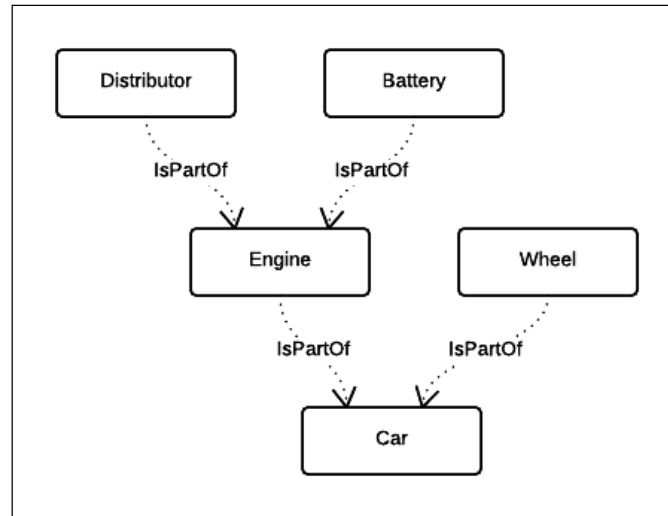 Distributor
Battery
IsPartOf
IsPartOf
Engine
Wheel
IsPartOf
IsPartOf
Car